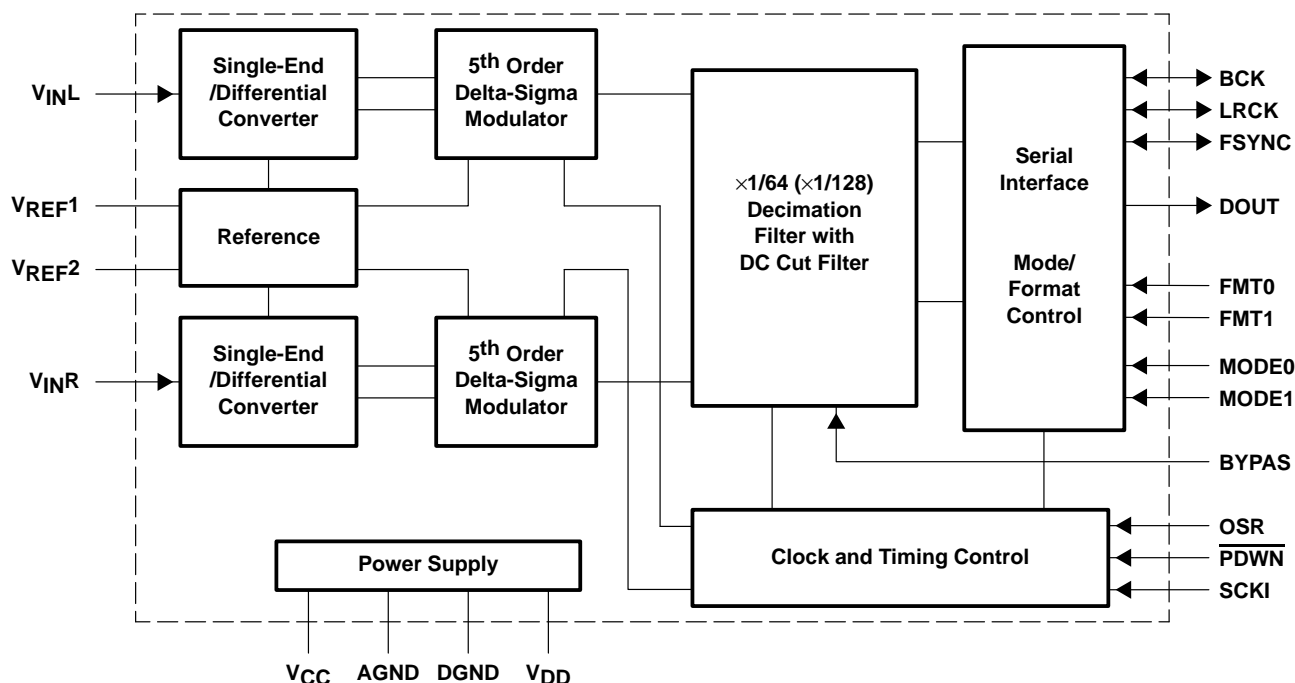 Single-End
/Differential
Converter
5th Order
Delta-Sigma
Modulator
VINL
BCK
LRCK
FSYNC
Serial
Interface
×1/64 (×1/128)
Decimation
Filter with
DC Cut Filter
VREF1
Reference
VREF2
DOUT
Mode/
Format
Control
FMT0
FMT1
Single-End
/Differential
Converter
5th Order
Delta-Sigma
Modulator
VINR
MODE0
MODE1
BYPAS
OSR
Clock and Timing Control
PDWN
SCKI
Power Supply
VCC
AGND
DGND
VDD